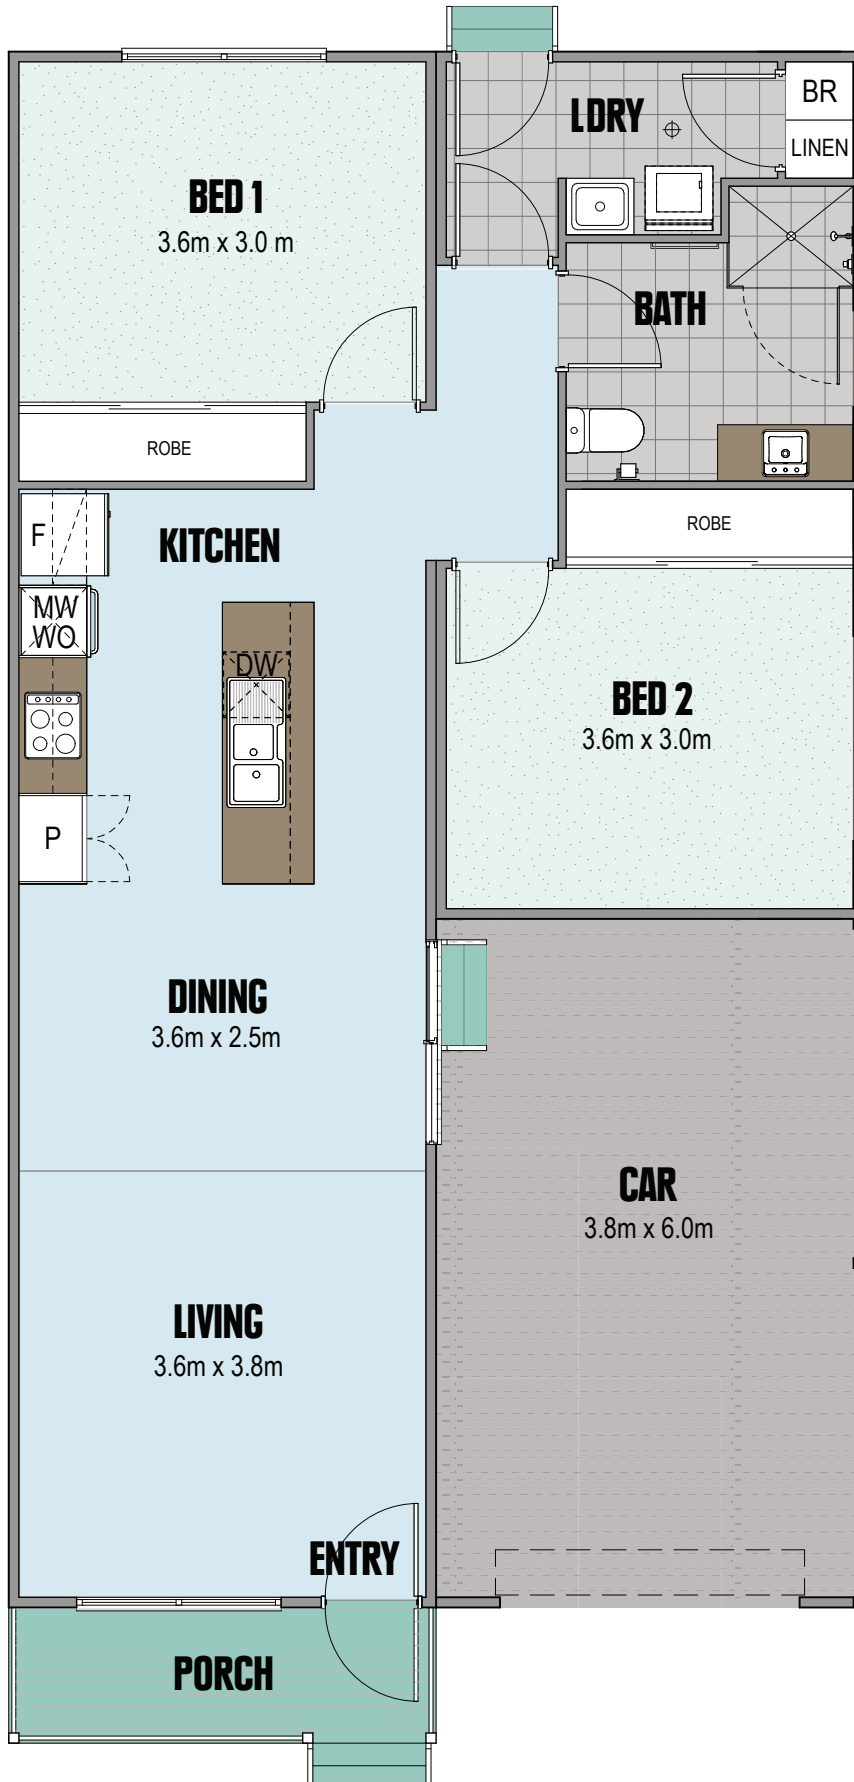 BED 1
3.6m x 3.0 m
LDRY
BR
LINEN
BATH
ROBE
F
KITCHEN
MW
WO
DW
P
ROBE
BED 2
3.6m x 3.0m
DINING
3.6m x 2.5m
CAR
3.8m x 6.0m
LIVING
3.6m x 3.8m
ENTRY
PORCH